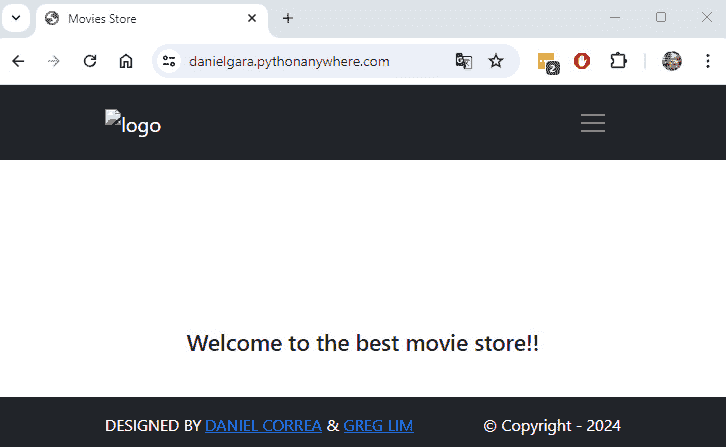 Movies Store
danielgara.pythonanywhere.com
2
logo
Welcome to the best movie store!!
DESIGNED BY DANIEL CORREA & GREG LIM © Copyright - 2024